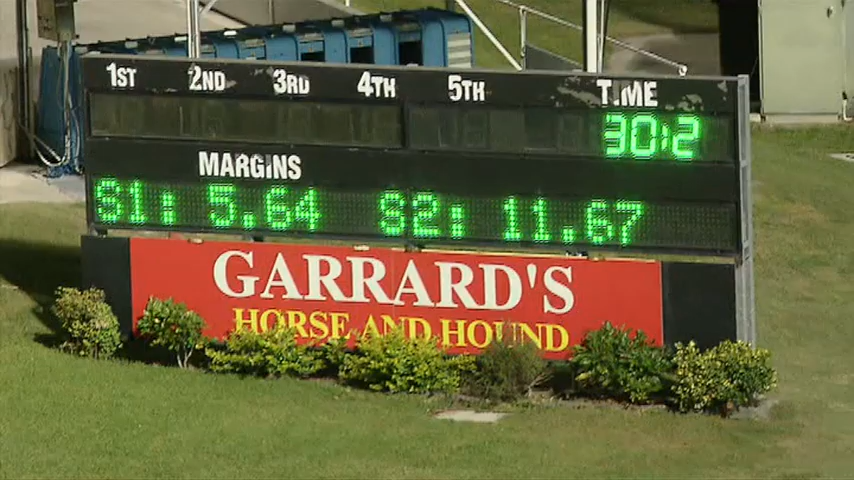 1ST 2ND 3RD 4TH 5TH TIME
30:2
MARGINS
S1: 5.64 S2: 11.67
GARRARD'S
HORSE AND HOUND